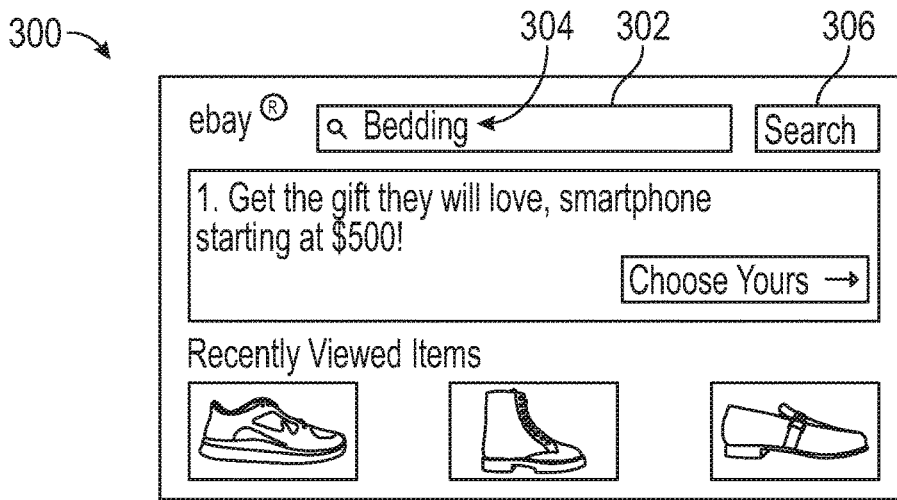 300
304 302 306
ebay ® Bedding Search
1. Get the gift they will love, smartphone
starting at $500!
Choose Yours →
Recently Viewed Items